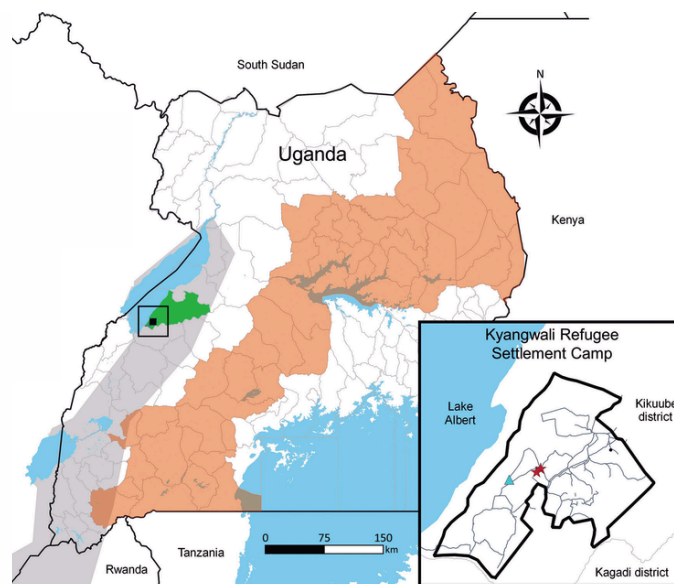 South Sudan
N
Uganda
Kenya
Kyangwali Refugee
Settlement Camp
Lake
Albert
Kikuube
district
Kagadi district
0 75 150
km
Tanzania
Rwanda